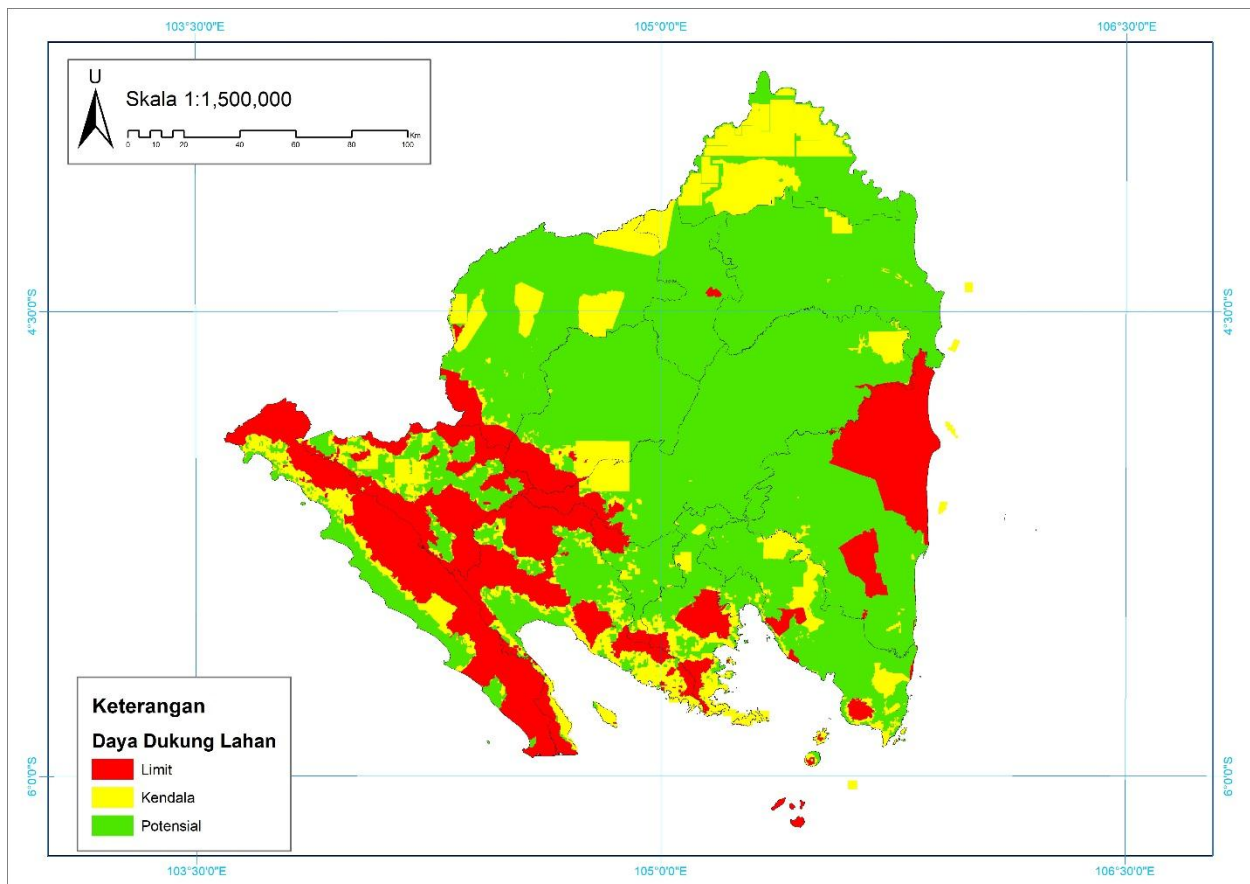 103°30'0"E 105°0'0"E 106°30'0"E
U
Skala 1:1,500,000
Km
0 10 20 40 60 80 100
4°30'0"S 4°30'0"S
Keterangan
Daya Dukung Lahan
Limit
Kendala
Potensial
6°0'0"S 6°0'0"S
103°30'0"E 105°0'0"E 106°30'0"E